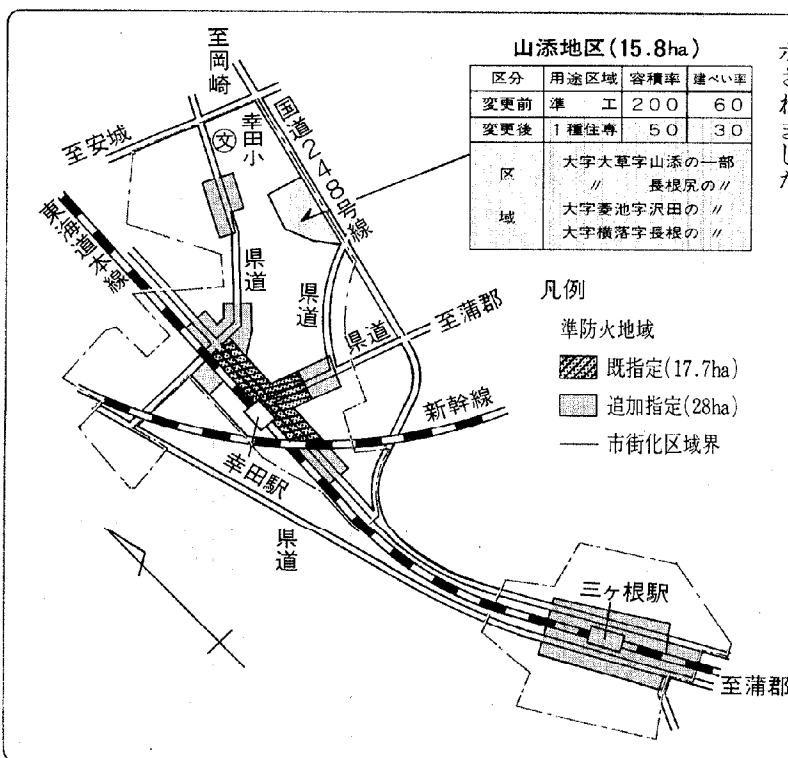 山添地区(15.8ha)
区分 用途区域 容積率 建ぺい率
変更前 準工 200 60
変更後 1種住専 50 30
区域
大字大草字山添の一部
〃 長根尻の〃
大字菱池字沢田の〃
大字横落字長根の〃
示されました
至岡崎
国道248号線
至安城
文
幸田小
東海道本線
県道
県道
県道
至蒲郡
新幹線
幸田駅
県道
三ヶ根駅
至蒲郡
凡例
準防火地域
既指定(17.7ha)
追加指定(28ha)
市街化区域界